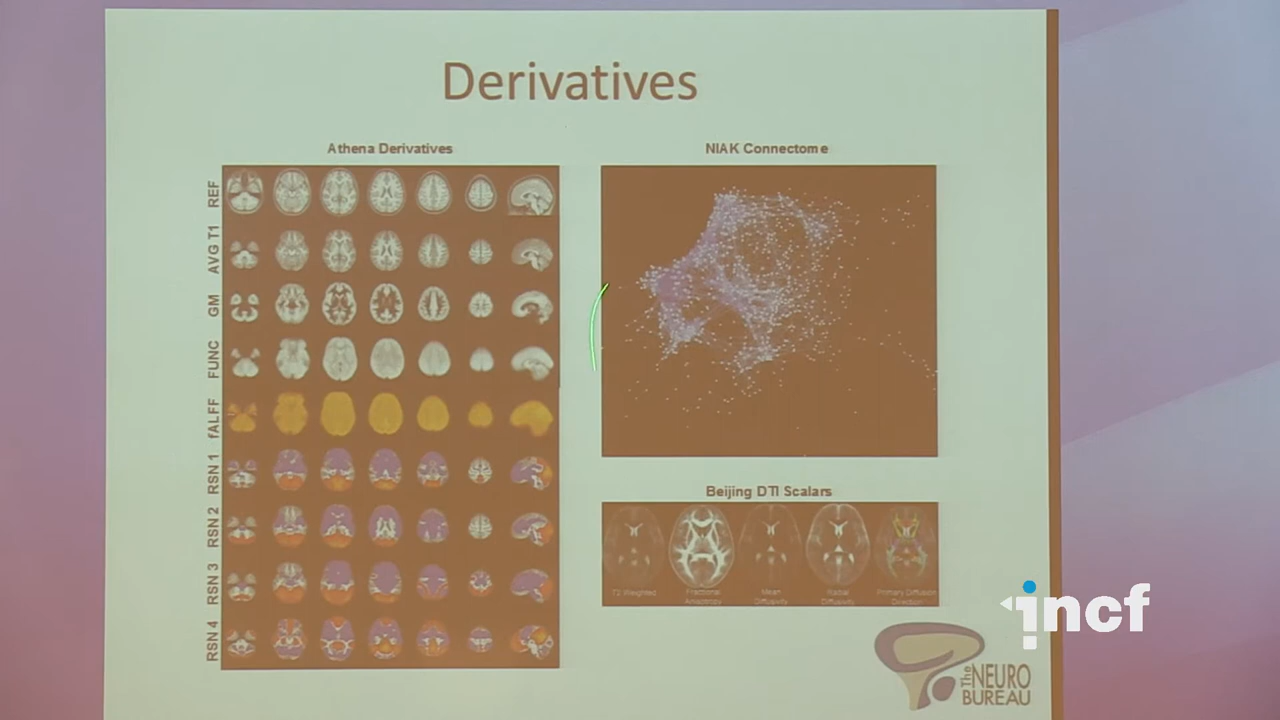 Derivatives
Athena Derivatives
REF
AVG T1
GM
FUNC
fALFF
RSN 1
RSN 2
RSN 3
RSN 4
NIAK Connectome
Beijing DTI Scalars
T2 Weighted
Fractional
Anisotropy
Mean
Diffusivity
Radial
Diffusivity
Primary Diffusion
Direction
incf
The NEURO
BUREAU